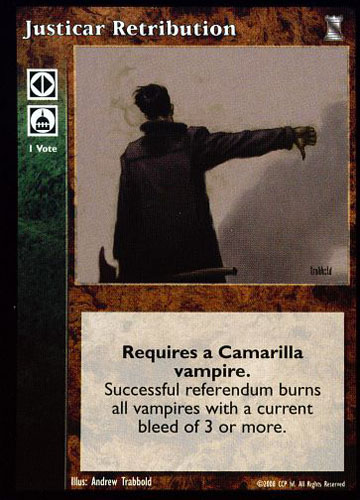 Justicar Retribution
1 Vote
Trabbold
Requires a Camarilla
vampire.
Successful referendum burns
all vampires with a current
bleed of 3 or more.
Illus: Andrew Trabbold
©2008 CCP hf. All Rights Reserved